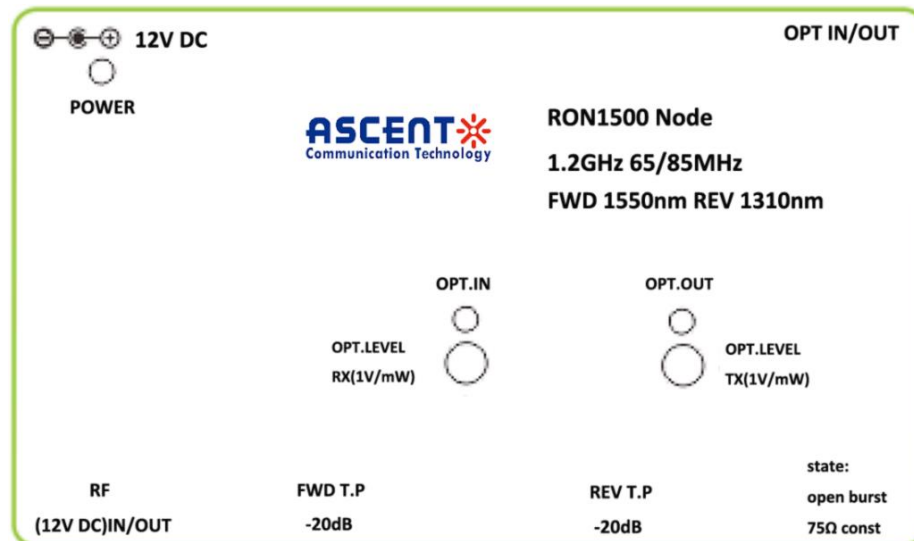 12V DC
OPT IN/OUT
POWER
ASCENT
Communication Technology
RON1500 Node
1.2GHz 65/85MHz
FWD 1550nm REV 1310nm
OPT.IN
OPT.OUT
OPT.LEVEL
RX(1V/mW)
OPT.LEVEL
TX(1V/mW)
RF
(12V DC)IN/OUT
FWD T.P
-20dB
REV T.P
-20dB
state:
open burst
75Ω const